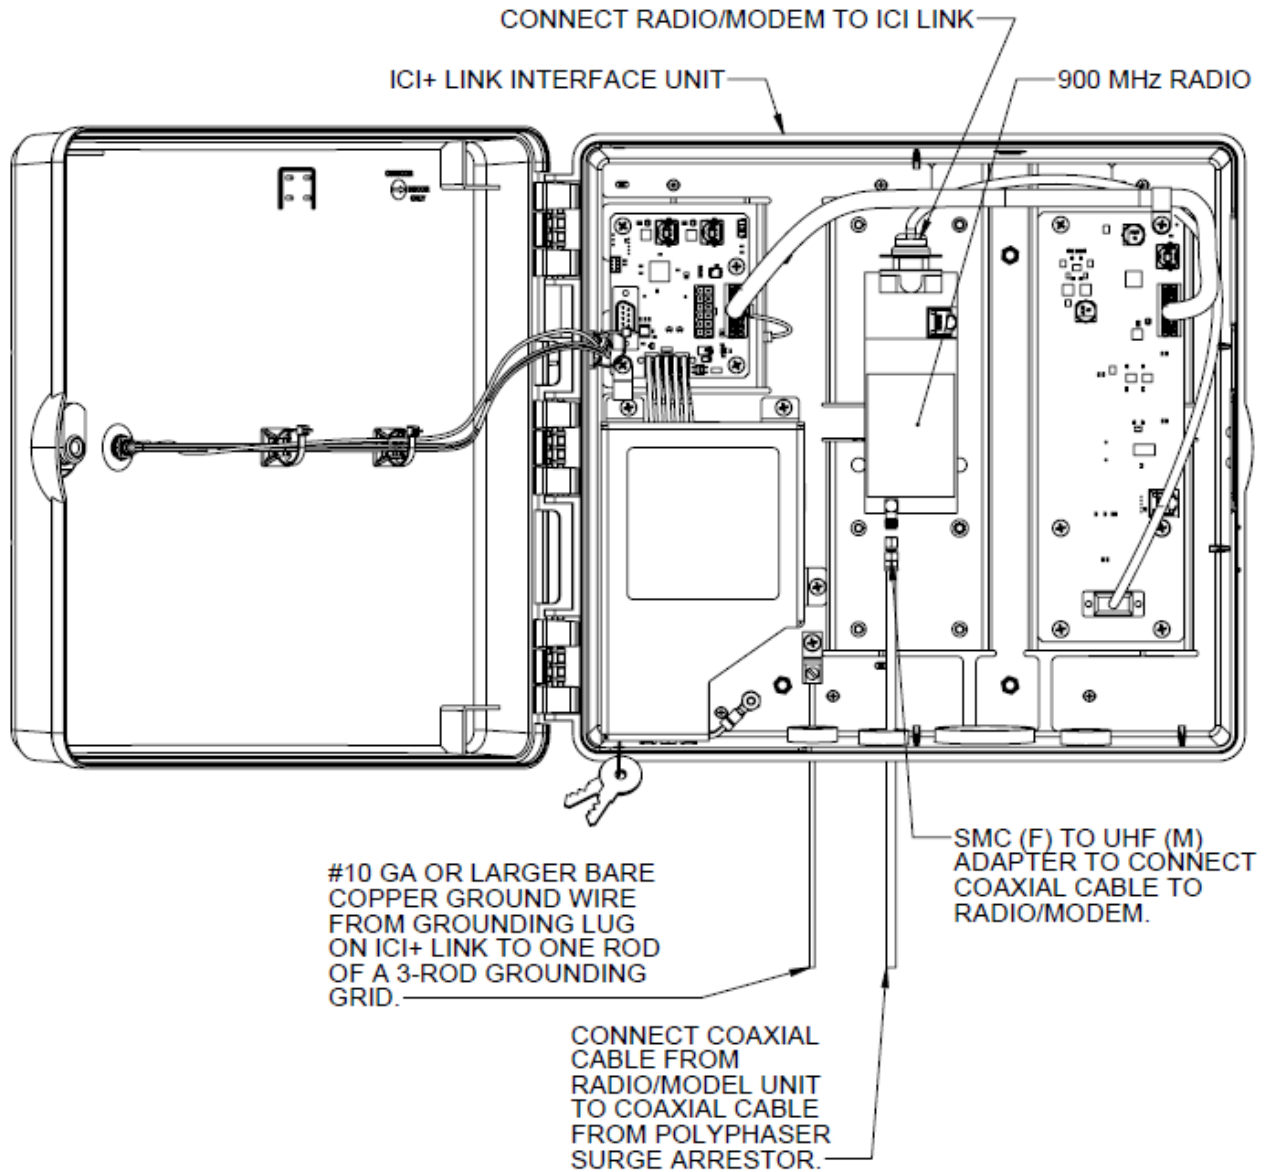 CONNECT RADIO/MODEM TO ICI LINK
ICI+ LINK INTERFACE UNIT
900 MHz RADIO
SMC (F) TO UHF (M)
ADAPTER TO CONNECT
COAXIAL CABLE TO
RADIO/MODEM.
#10 GA OR LARGER BARE
COPPER GROUND WIRE
FROM GROUNDING LUG
ON ICI+ LINK TO ONE ROD
OF A 3-ROD GROUNDING
GRID.
CONNECT COAXIAL
CABLE FROM
RADIO/MODEL UNIT
TO COAXIAL CABLE
FROM POLYPHASER
SURGE ARRESTOR.